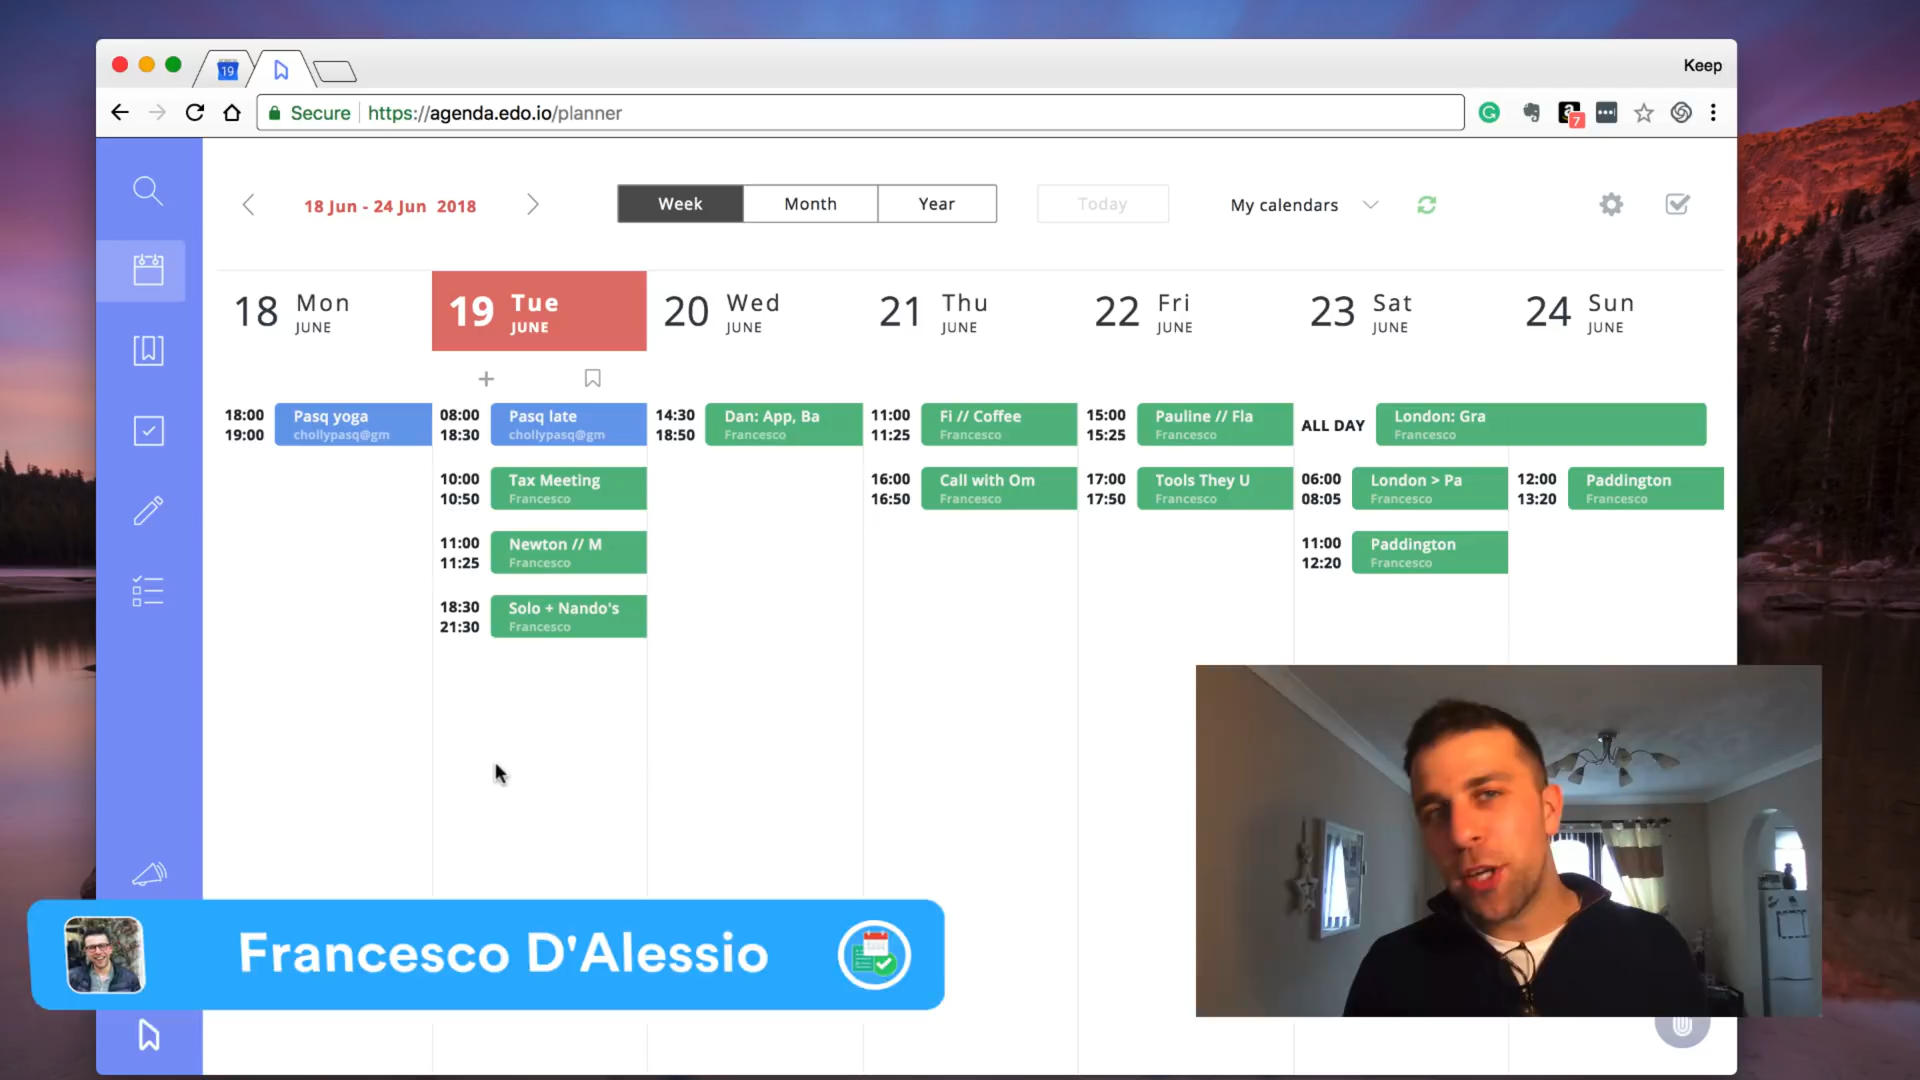 Keep
19
Secure https://agenda.edo.io/planner
7
18 Jun - 24 Jun 2018
Week Month Year
Today
My calendars
18 Mon JUNE
19 Tue JUNE
20 Wed JUNE
21 Thu JUNE
22 Fri JUNE
23 Sat JUNE
24 Sun JUNE
18:00 19:00 Pasq yoga chollypasq@gm
08:00 18:30 Pasq late chollypasq@gm
14:30 18:50 Dan: App, Ba Francesco
11:00 11:25 Fi // Coffee Francesco
15:00 15:25 Pauline // Fla Francesco
ALL DAY London: Gra Francesco
10:00 10:50 Tax Meeting Francesco
16:00 16:50 Call with Om Francesco
17:00 17:50 Tools They U Francesco
06:00 08:05 London > Pa Francesco
12:00 13:20 Paddington Francesco
11:00 11:25 Newton // M Francesco
11:00 12:20 Paddington Francesco
18:30 21:30 Solo + Nando's Francesco
Francesco D'Alessio